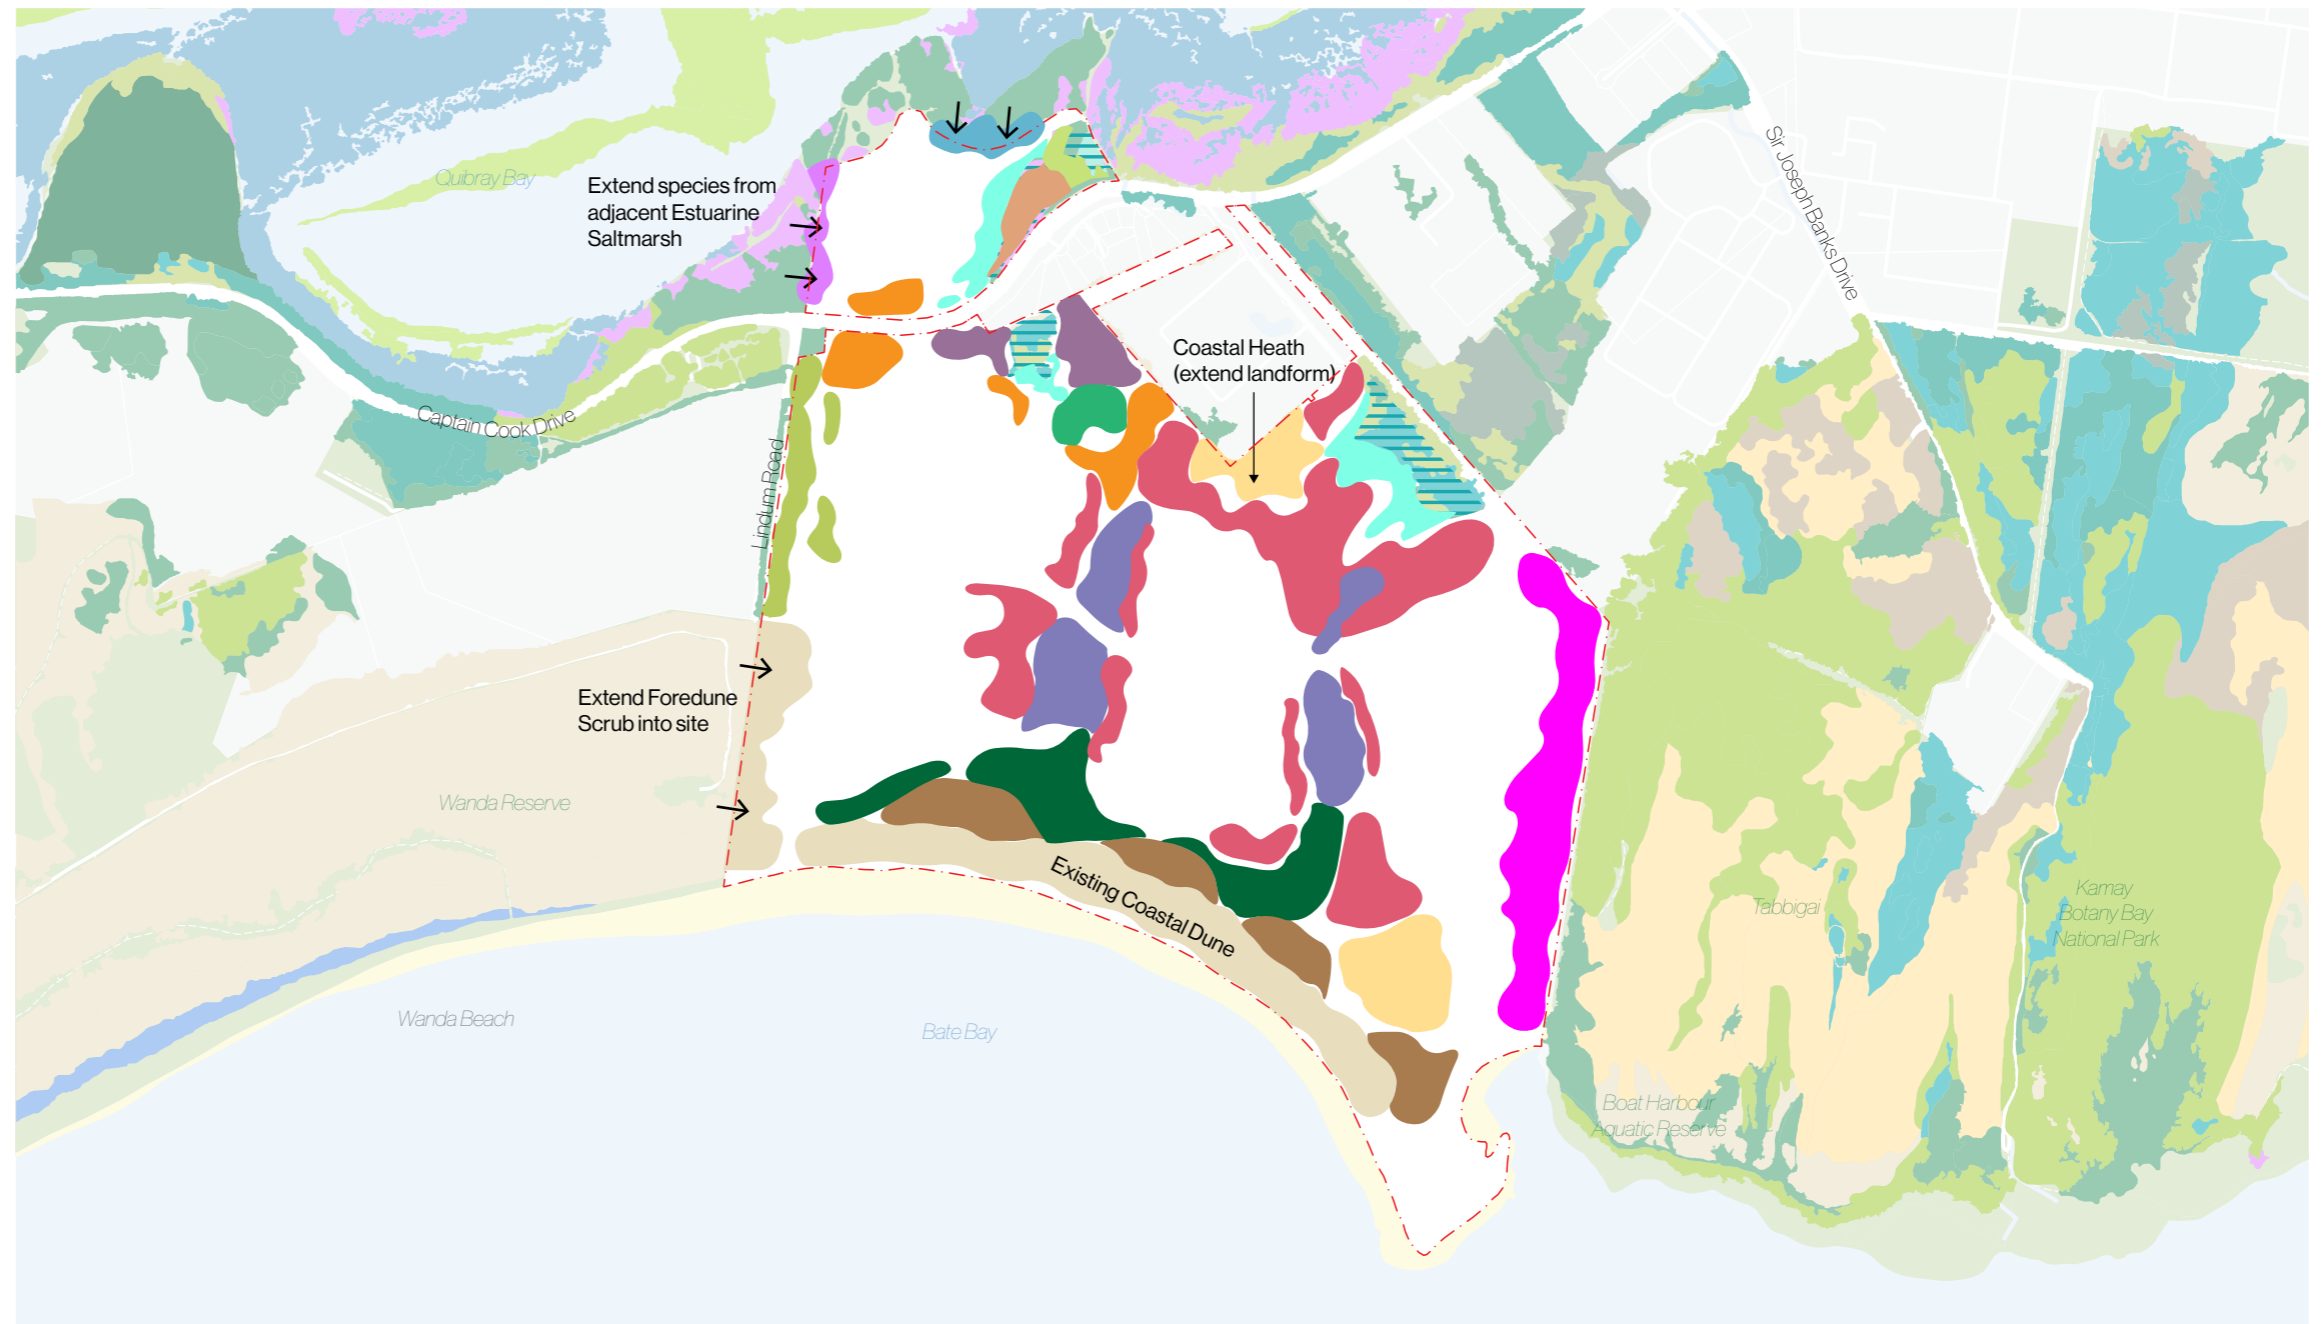 Quibray Bay
Extend species from
adjacent Estuarine
Saltmarsh
Sir Joseph Banks Drive
Coastal Heath
(extend landform)
Captain Cook Drive
Lindum Road
Extend Foredune
Scrub into site
Wanda Reserve
Existing Coastal Dune
Tabbigai
Kamay
Botany Bay
National Park
Wanda Beach
Bate Bay
Boat Harbour
Aquatic Reserve